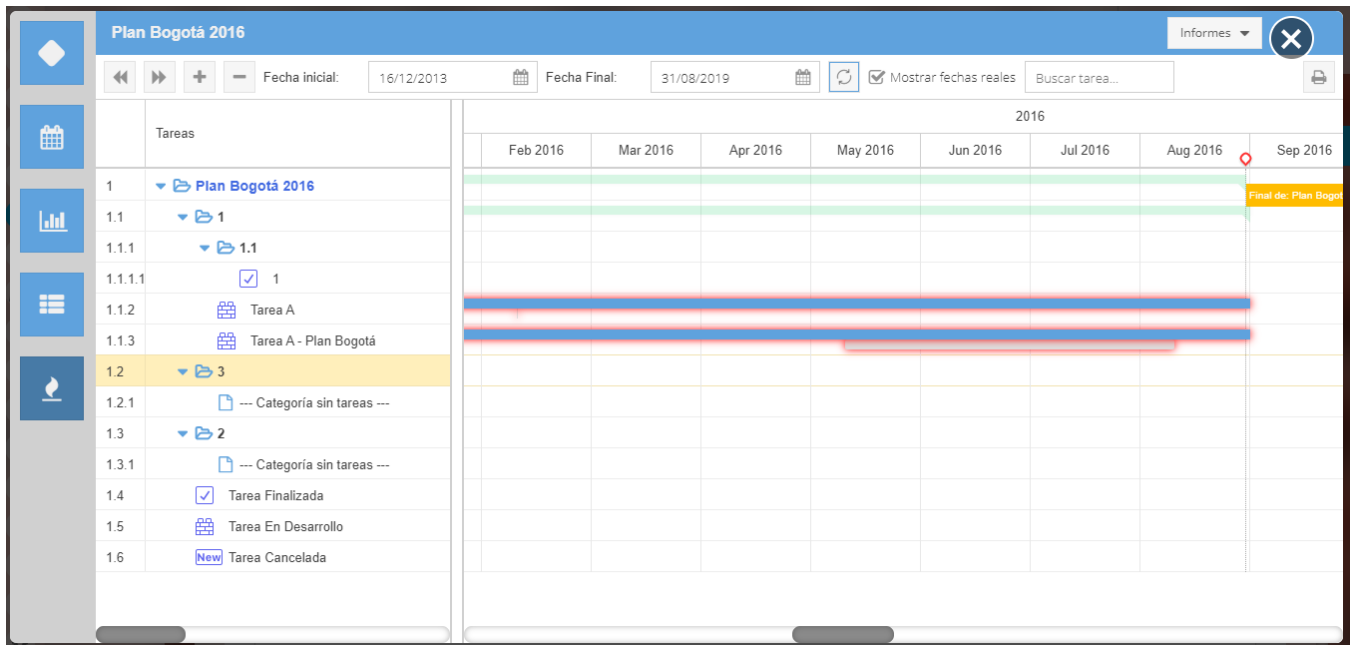 Plan Bogotá 2016
Informes
Fecha inicial: 16/12/2013 Fecha Final: 31/08/2019 Mostrar fechas reales Buscar tarea...
Tareas
2016
Feb 2016 Mar 2016 Apr 2016 May 2016 Jun 2016 Jul 2016 Aug 2016 Sep 2016
1 Plan Bogotá 2016
Final de: Plan Bogot
1.1 1
1.1.1 1.1
1.1.1.1 1
1.1.2 Tarea A
1.1.3 Tarea A - Plan Bogotá
1.2 3
1.2.1 --- Categoría sin tareas ---
1.3 2
1.3.1 --- Categoría sin tareas ---
1.4 Tarea Finalizada
1.5 Tarea En Desarrollo
1.6 New Tarea Cancelada